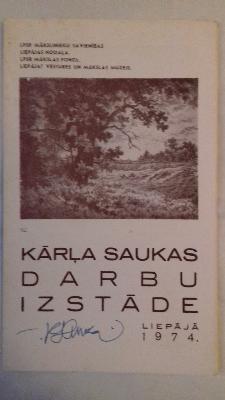 LPSR MĀKSLINIEKU SAVIENĪBAS
LIEPĀJAS NODAĻA.
LPSR MĀKSLAS FONDS.
LIEPĀJAS VĒSTURES UN MĀKSLAS MUZEJS.
KĀRĻA SAUKAS
DARBU
IZSTĀDE
LIEPĀJĀ
1974.